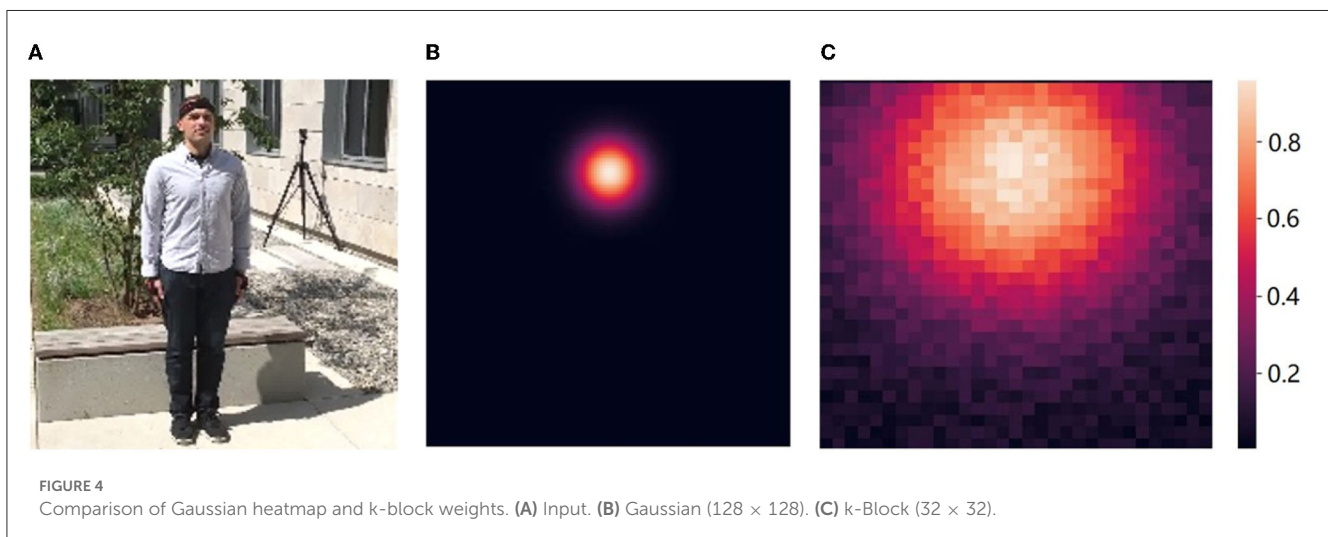 A
B
C
0.8
0.6
0.4
0.2
FIGURE 4
Comparison of Gaussian heatmap and k-block weights. (A) Input. (B) Gaussian (128 × 128). (C) k-Block (32 × 32).